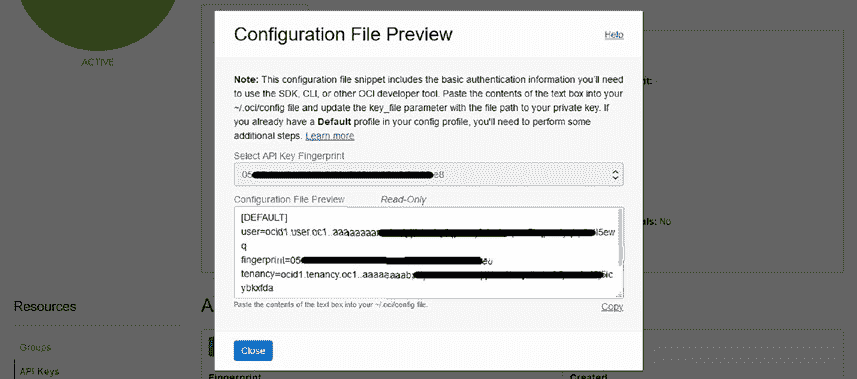 Configuration File Preview
Help
ACTIVE
Note: This configuration file snippet includes the basic authentication information you'll need
to use the SDK, CLI, or other OCI developer tool. Paste the contents of the text box into your
~/.oci/config file and update the key_file parameter with the file path to your private key. If
you already have a Default profile in your config profile, you'll need to perform some
additional steps. Learn more
Select API Key Fingerprint
05
e8
Configuration File Preview
Read-Only
[DEFAULT]
user=ocid1.user.oc1..aaa
q
fingerprint=05
tenancy=ocid1.tenancy.oc1..
ybkxfda
Paste the contents of the text box into your ~/.oci/config file.
Copy
No
Resources
Groups
API Keys
Close
Fingerprint
Created